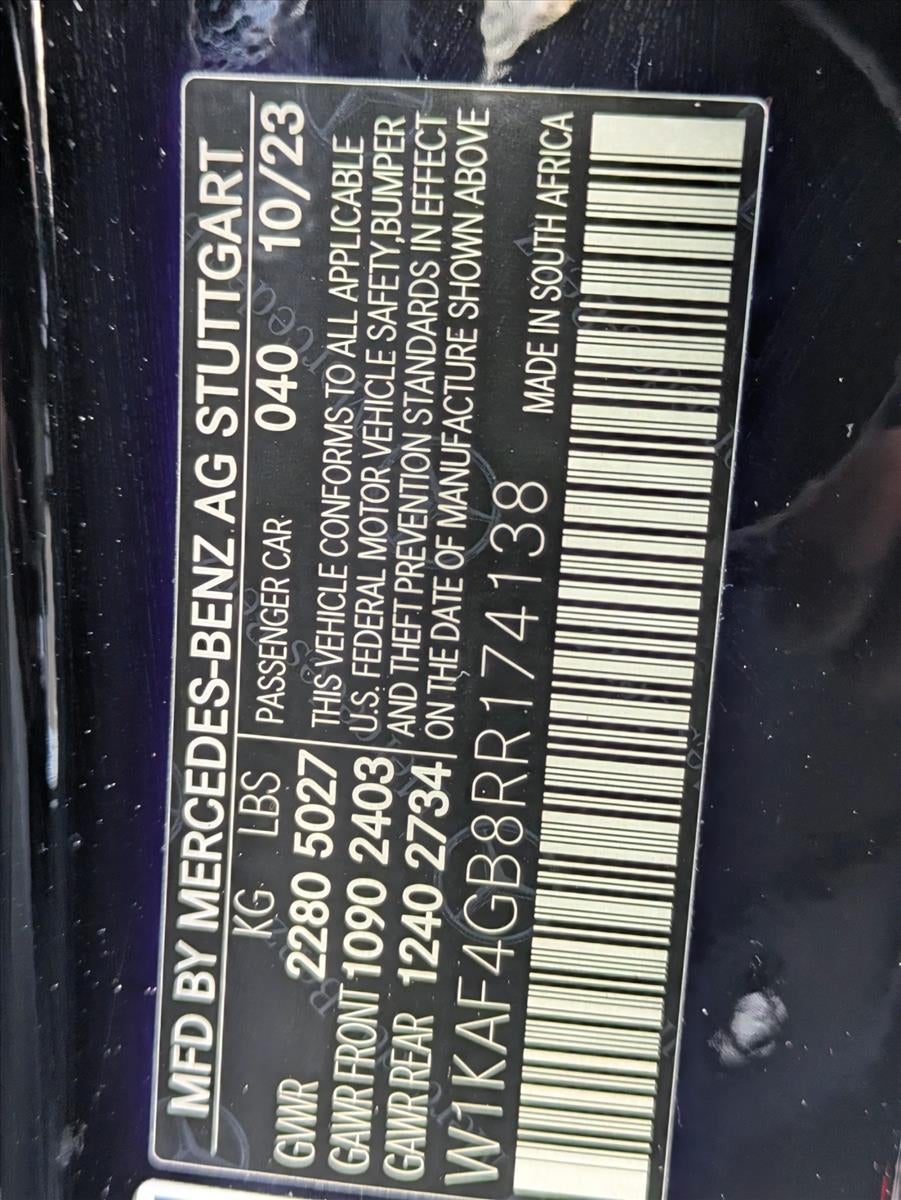 MFD BY MERCEDES-BENZ AG STUTTGART
KG LBS
GWWR 2280 5027
GAWR FRONT 1090 2403
GAWR REAR 1240 2734
PASSENGER CAR 040 10/23
THIS VEHICLE CONFORMS TO ALL APPLICABLE
U.S. FEDERAL MOTOR VEHICLE SAFETY,BUMPER
AND THEFT PREVENTION STANDARDS IN EFFECT
ON THE DATE OF MANUFACTURE SHOWN ABOVE
W1KAF4GB8RR174138
MADE IN SOUTH AFRICA